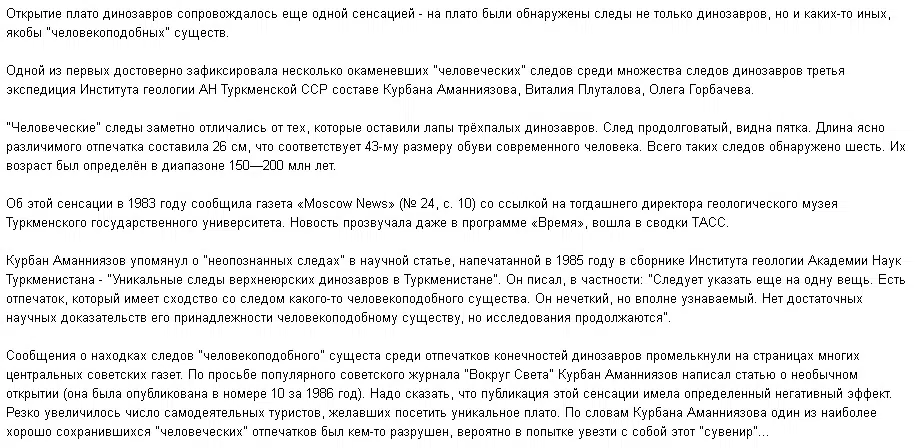 Открытие плато динозавров сопровождалось еще одной сенсацией - на плато были обнаружены следы не только динозавров, но и каких-то иных,
якобы "человекоподобных" существ.

Одной из первых достоверно зафиксировала несколько окаменевших "человеческих" следов среди множества следов динозавров третья
экспедиция Института геологии АН Туркменской ССР составе Курбана Аманниязова, Виталия Плуталова, Олега Горбачева.

"Человеческие" следы заметно отличались от тех, которые оставили лапы трёхпалых динозавров. След продолговатый, видна пятка. Длина ясно
различимого отпечатка составила 26 см, что соответствует 43-му размеру обуви современного человека. Всего таких следов обнаружено шесть. Их
возраст был определён в диапазоне 150—200 млн лет.

Об этой сенсации в 1983 году сообщила газета «Moscow News» (№ 24, с. 10) со ссылкой на тогдашнего директора геологического музея
Туркменского государственного университета. Новость прозвучала даже в программе «Время», вошла в сводки ТАСС.

Курбан Аманниязов упомянул о "неопознанных следах" в научной статье, напечатанной в 1985 году в сборнике Института геологии Академии Наук
Туркменистана - "Уникальные следы верхнеюрских динозавров в Туркменистане". Он писал, в частности: "Следует указать еще на одну вещь. Есть
отпечаток, который имеет сходство со следом какого-то человекоподобного существа. Он нечеткий, но вполне узнаваемый. Нет достаточных
научных доказательств его принадлежности человекоподобному существу, но исследования продолжаются".

Сообщения о находках следов "человекоподобного" сущеста среди отпечатков конечностей динозавров промелькнули на страницах многих
центральных советских газет. По просьбе популярного советского журнала "Вокруг Света" Курбан Аманниязов написал статью о необычном
открытии (она была опубликована в номере 10 за 1986 год). Надо сказать, что публикация этой сенсации имела определенный негативный эффект.
Резко увеличилось число самодеятельных туристов, желавших посетить уникальное плато. По словам Курбана Аманниязова один из наиболее
хорошо сохранившихся "человеческих" отпечатков был кем-то разрушен, вероятно в попытке увезти с собой этот "сувенир"...